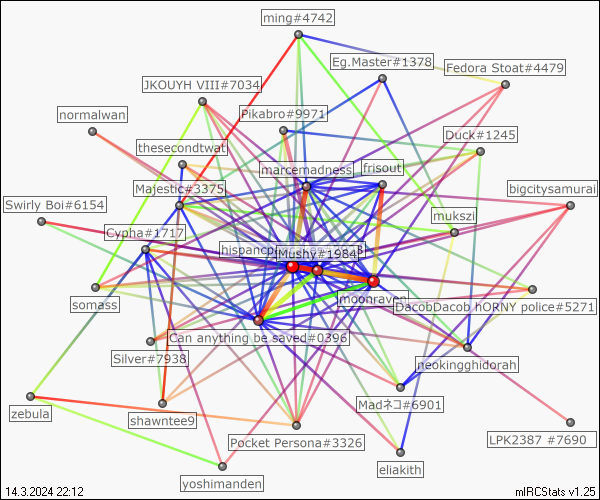 ming#4742
Eg.Master#1378
Fedora Stoat#4479
JKOUYH VIII#7034
Pikabro#9971
normalwan
Duck#1245
thesecondtwat
marcemadness
frisout
Majestic#3375
bigcitysamurai
Swirly Boi#6154
mukszi
Cypha#1717
Mushy#1984
somass
moonraven
DacobDacob HORNY police#5271
Can anything be saved#0396
Silver#7938
neokingghidorah
Madネコ#6901
zebula
shawntee9
Pocket Persona#3326
LPK2387 #7690
eliakith
yoshimanden
14.3.2024 22:12
mIRCStats v1.25